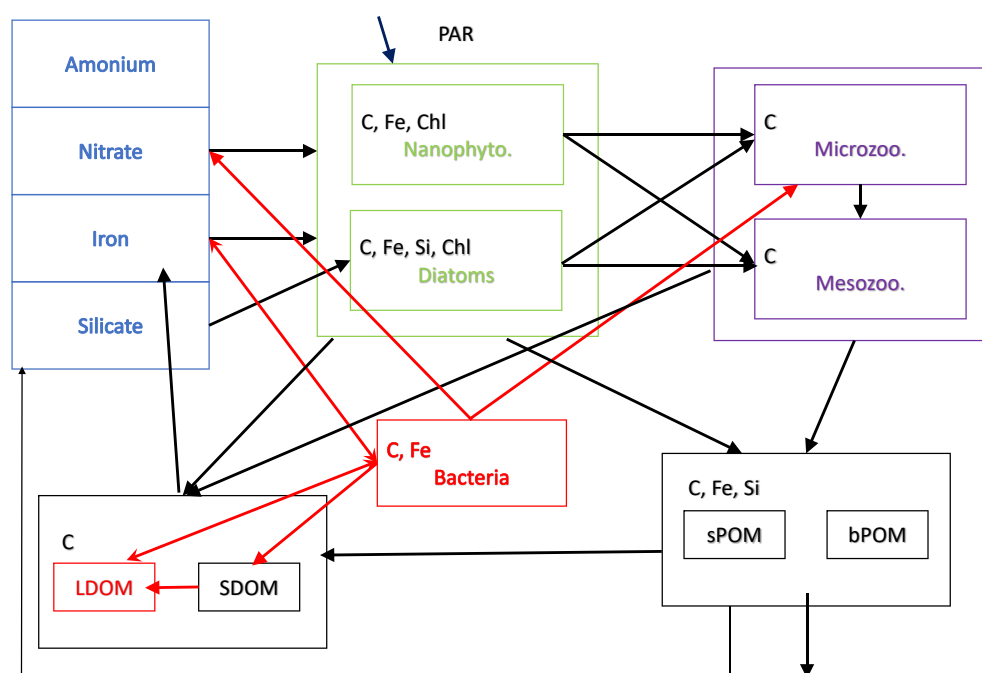 PAR
Amonium
Nitrate
Iron
Silicate
C, Fe, Chl
Nanophyto.
C, Fe, Si, Chl
Diatoms
C
Microzoo.
C
Mesozoo.
C, Fe
Bacteria
C
LDOM
SDOM
C, Fe, Si
sPOM
bPOM